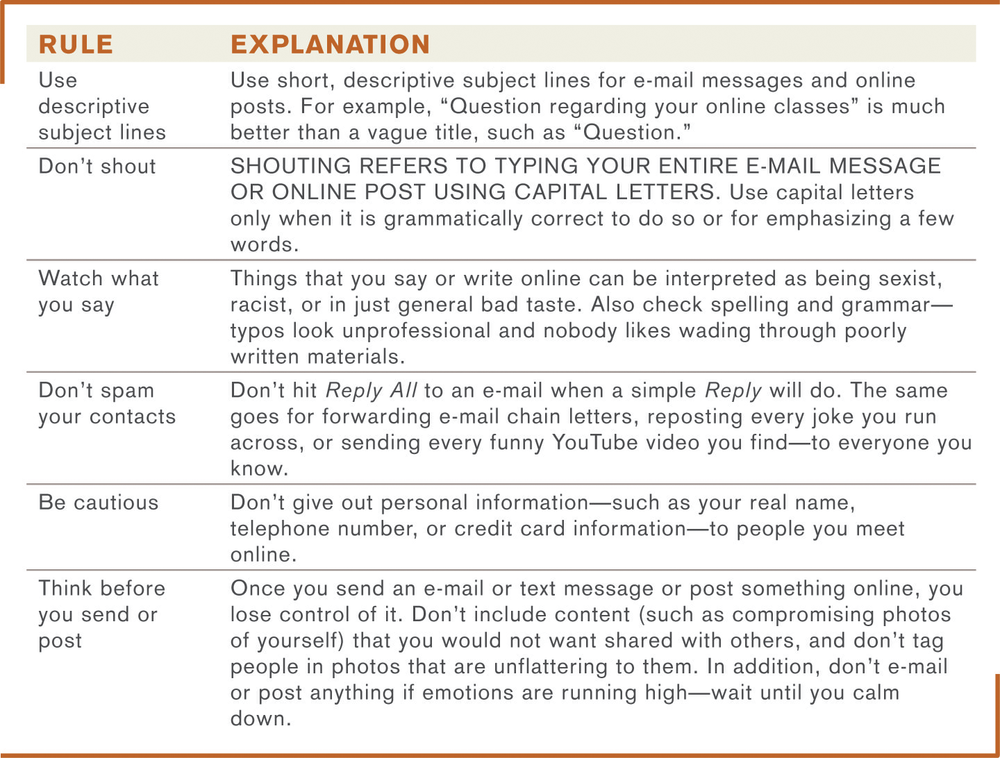 RULE EXPLANATION
Use Use short, descriptive subject lines for e-mail messages and online
descriptive posts. For example, “Question regarding your online classes” is much
subject lines better than a vague title, such as “Question.”
Don’t shout SHOUTING REFERS TO TYPING YOUR ENTIRE E-MAIL MESSAGE
OR ONLINE POST USING CAPITAL LETTERS. Use capital letters
only when it is grammatically correct to do so or for emphasizing a few
words.
Watch what Things that you say or write online can be interpreted as being sexist,
you say racist, or in just general bad taste. Also check spelling and grammar—
typos look unprofessional and nobody likes wading through poorly
written materials.
Don’t spam Don’t hit Reply All to an e-mail when a simple Reply will do. The same
your contacts goes for forwarding e-mail chain letters, reposting every joke you run
across, or sending every funny YouTube video you find—to everyone you
know.
Be cautious Don’t give out personal information—such as your real name,
telephone number, or credit card information—to people you meet
online.
Think before Once you send an e-mail or text message or post something online, you
you send or lose control of it. Don’t include content (such as compromising photos
post of yourself) that you would not want shared with others, and don’t tag
people in photos that are unflattering to them. In addition, don’t e-mail
or post anything if emotions are running high—wait until you calm
down.